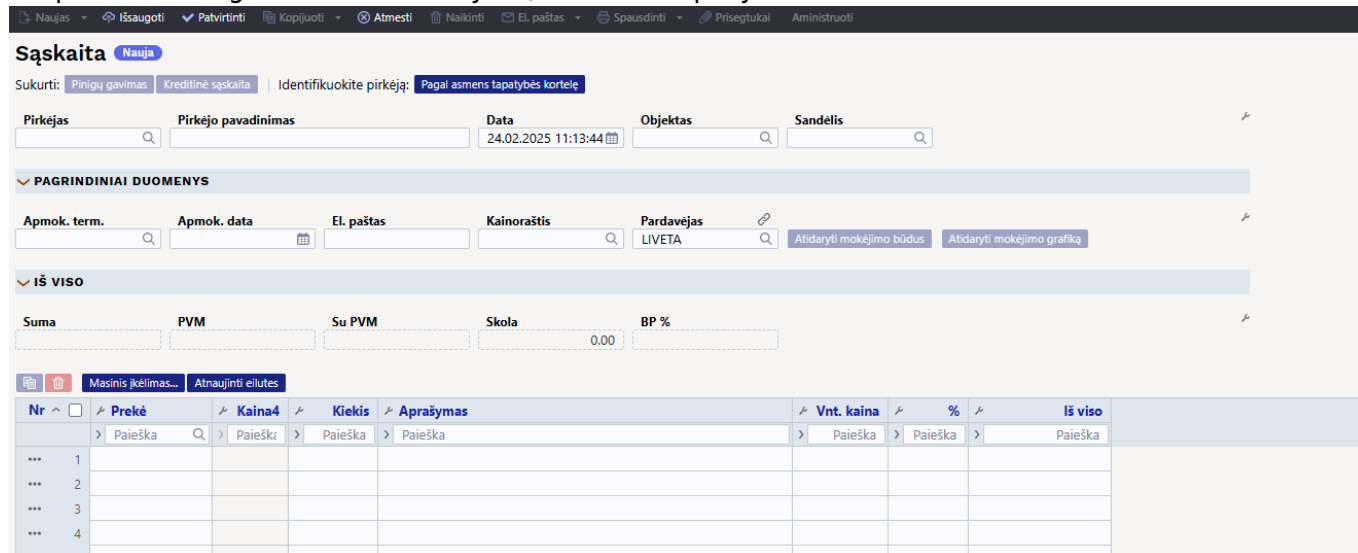 Naujas Išsaugoti Patvirtinti Kopijuoti Atmesti Naikinti El. paštas Spausdinti Prisegtukai Aministruoti
Sąskaita Nauja
Sukurti: Pinigų gavimas Kreditinė sąskaita | Identifikuokite pirkėją: Pagal asmens tapatybės kortelę
Pirkėjas Pirkėjo pavadinimas Data Objektas Sandėlis
24.02.2025 11:13:44
PAGRINDINIAI DUOMENYS
Apmok. term. Apmok. data El. paštas Kainoraštis Pardavėjas
LIVETA Atidaryti mokėjimo būdus Atidaryti mokėjimo grafiką
IŠ VISO
Suma PVM Su PVM Skola BP %
0.00
Masinis įkėlimas... Atnaujinti eilutes
Nr Prekė Kaina4 Kiekis Aprašymas Vnt. kaina % Iš viso
Paieška Paieška Paieška Paieška Paieška Paieška Paieška
1
2
3
4